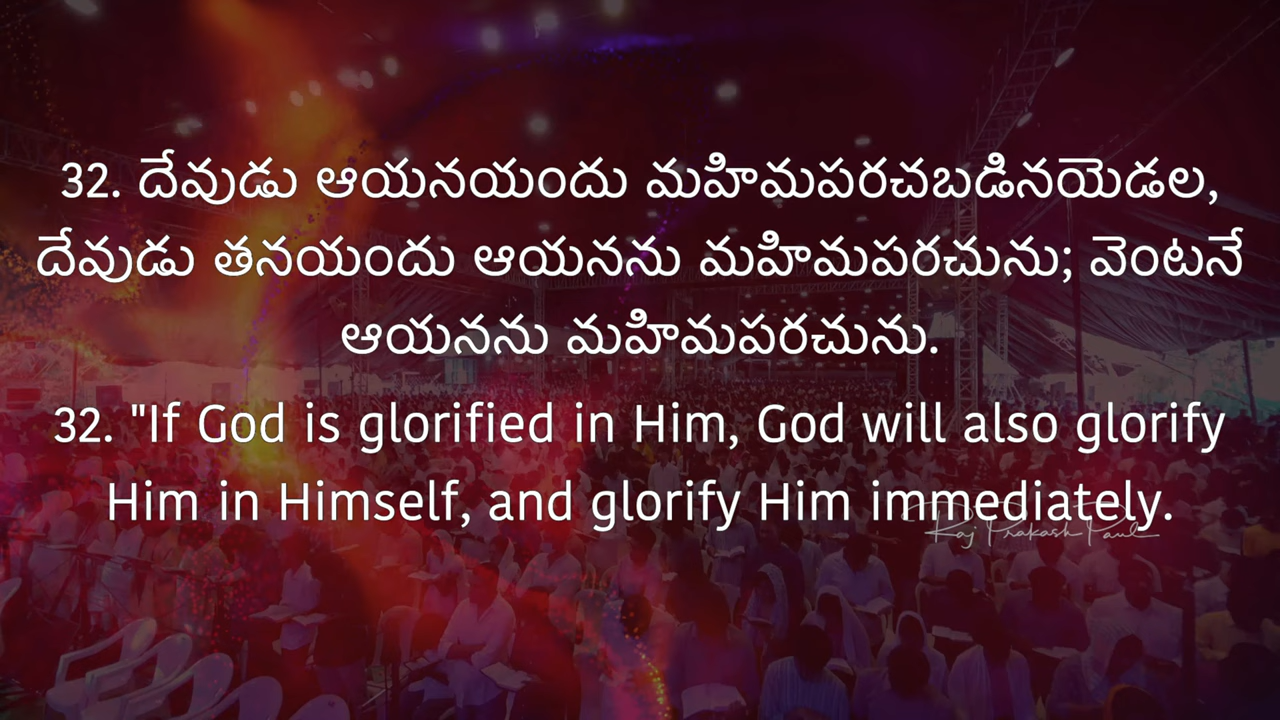 32. దేవుడు ఆయనయందు మహిమపరచబడినయెడల,
దేవుడు తనయందు ఆయనను మహిమపరచును; వెంటనే
ఆయనను మహిమపరచును.
32. "If God is glorified in Him, God will also glorify
Him in Himself, and glorify Him immediately.
Raj Prakash Paul